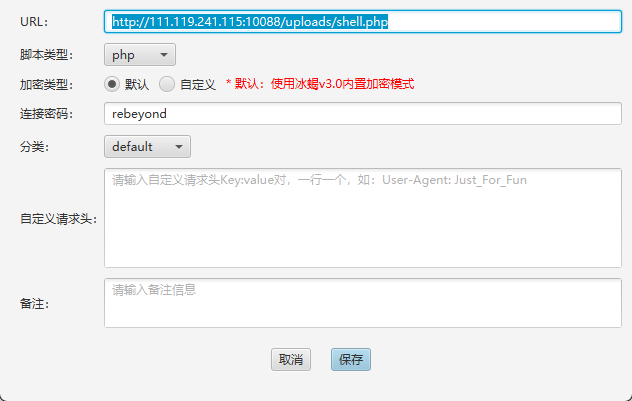 URL: http://111.119.241.115:10088/uploads/shell.php
脚本类型: php
加密类型: 默认 自定义 * 默认：使用冰蝎v3.0内置加密模式
连接密码: rebeyond
分类: default
自定义请求头: 请输入自定义请求头Key:value对，一行一个，如：User-Agent: Just_For_Fun
备注: 请输入备注信息
取消 保存